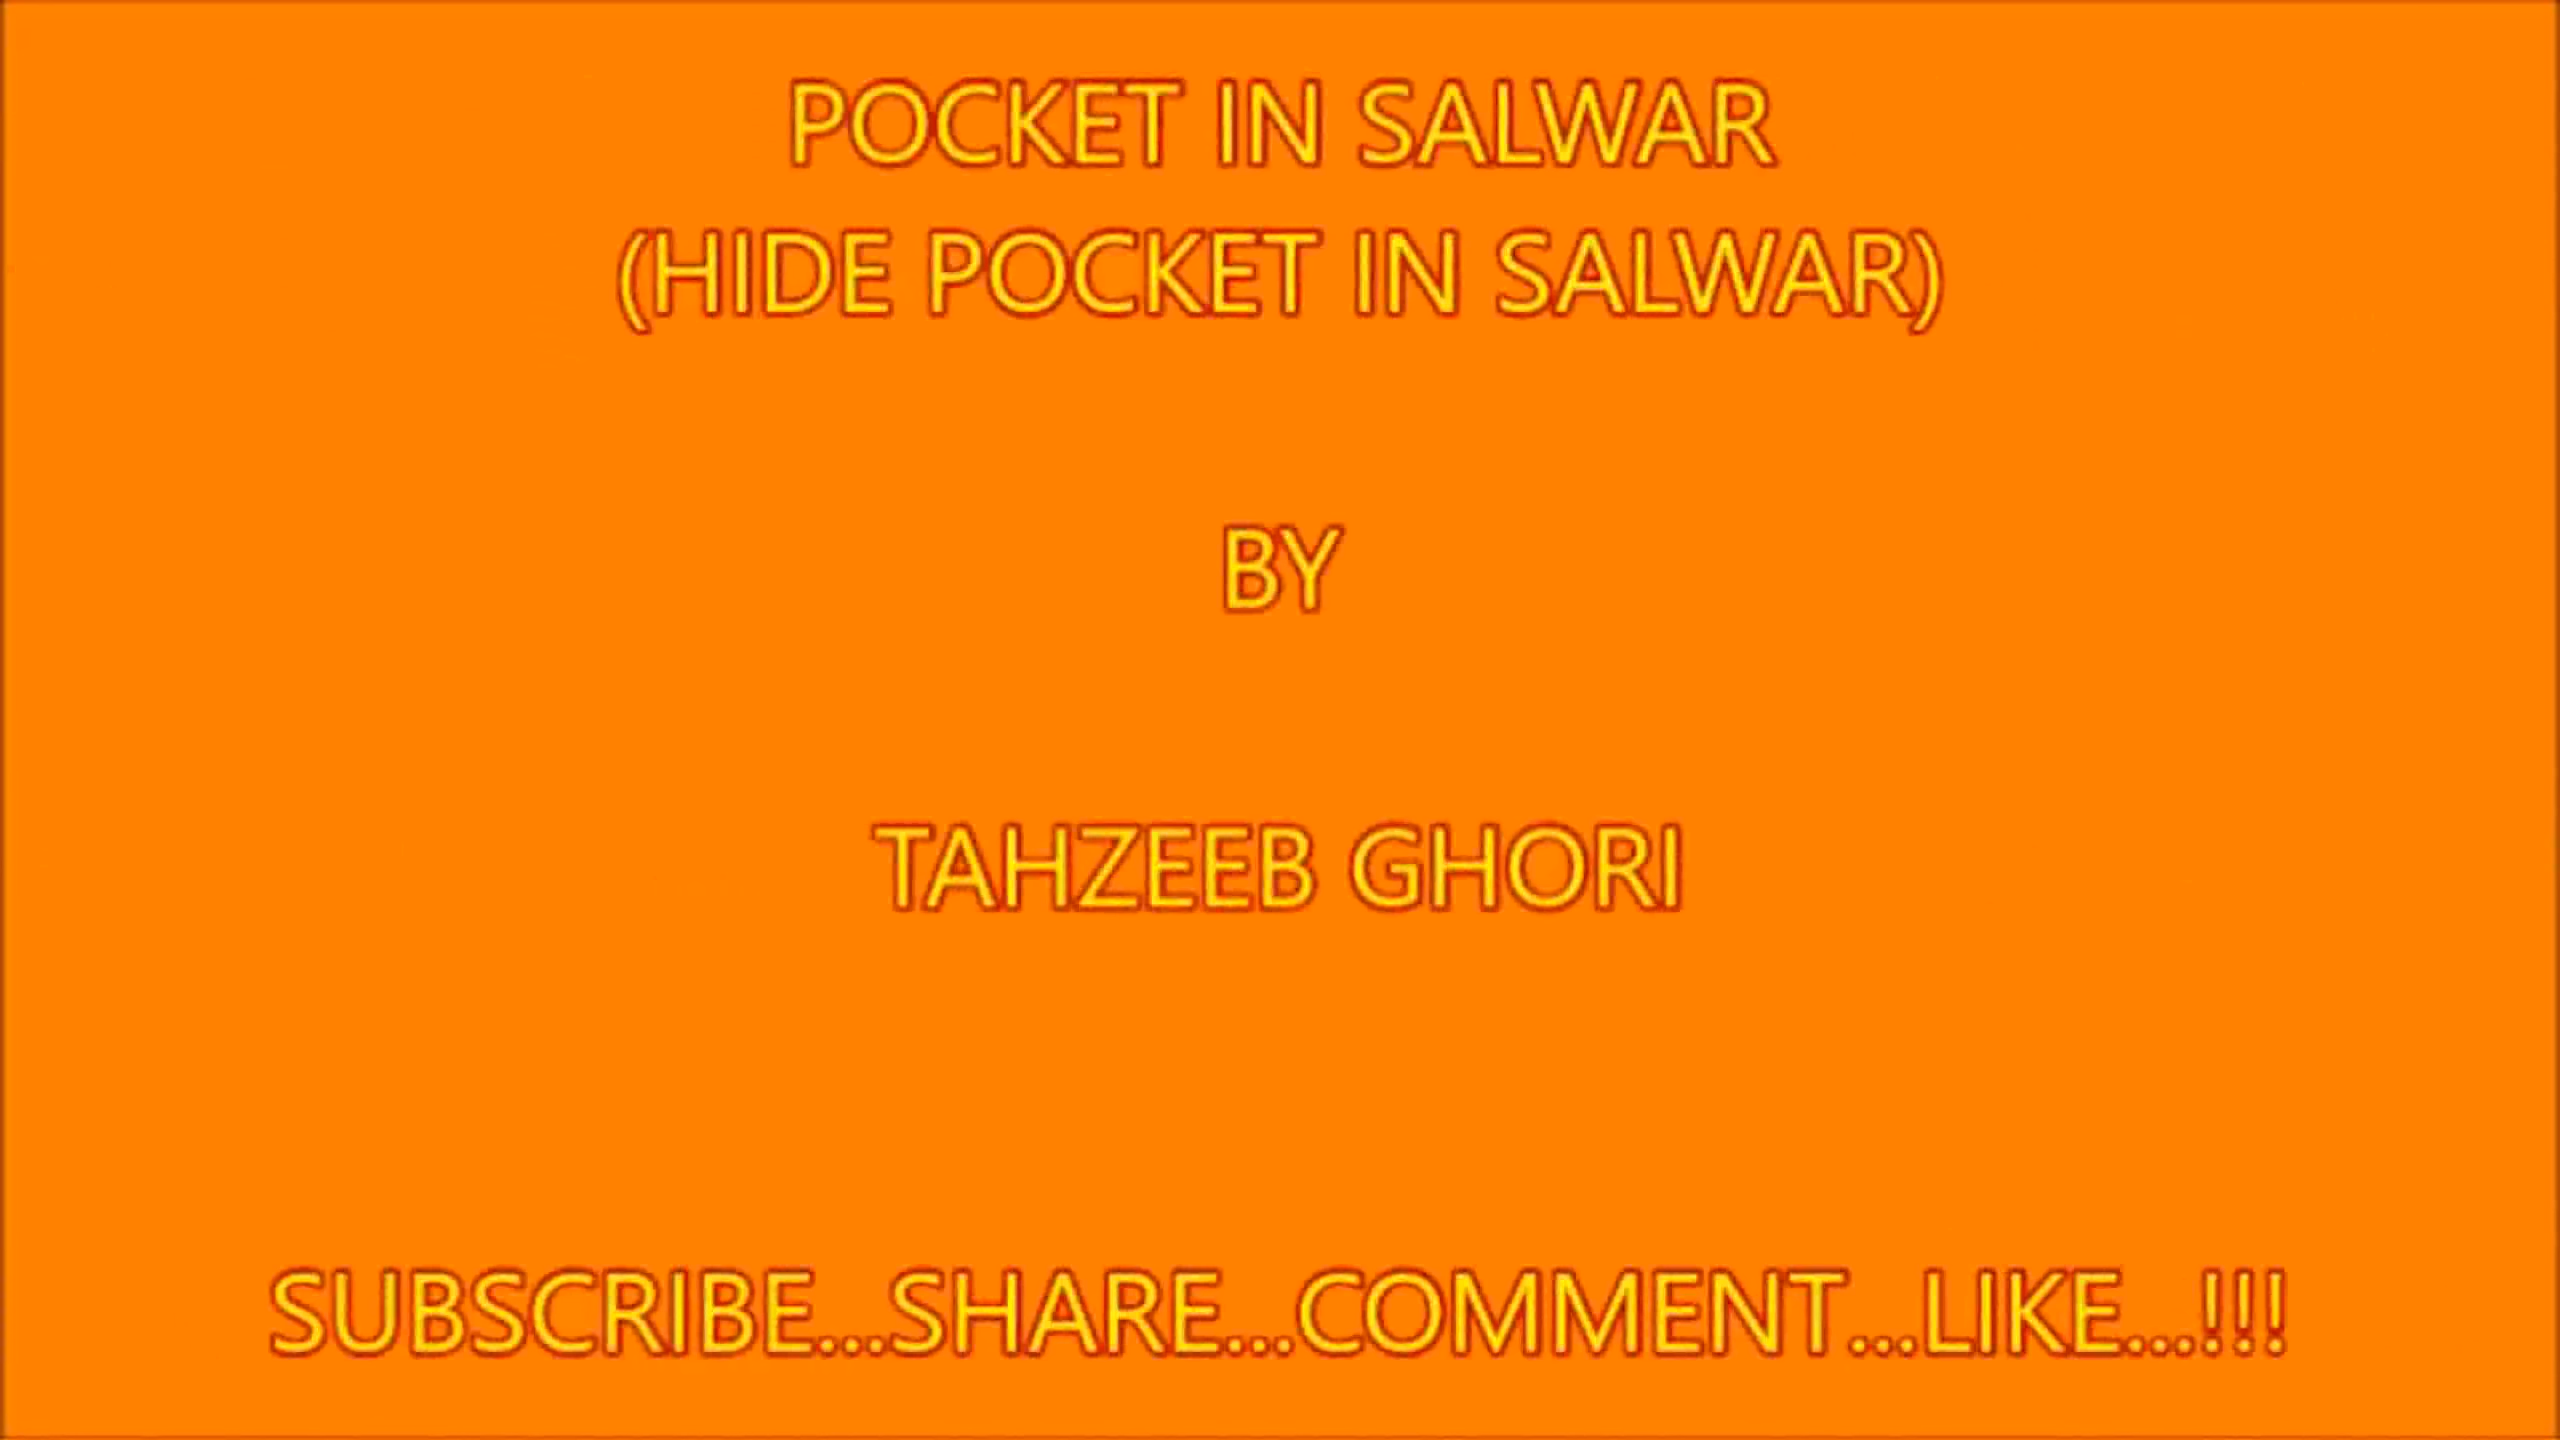 POCKET IN SALWAR
(HIDE POCKET IN SALWAR)
BY
TAHZEEB GHORI
SUBSCRIBE...SHARE...COMMENT...LIKE...!!!